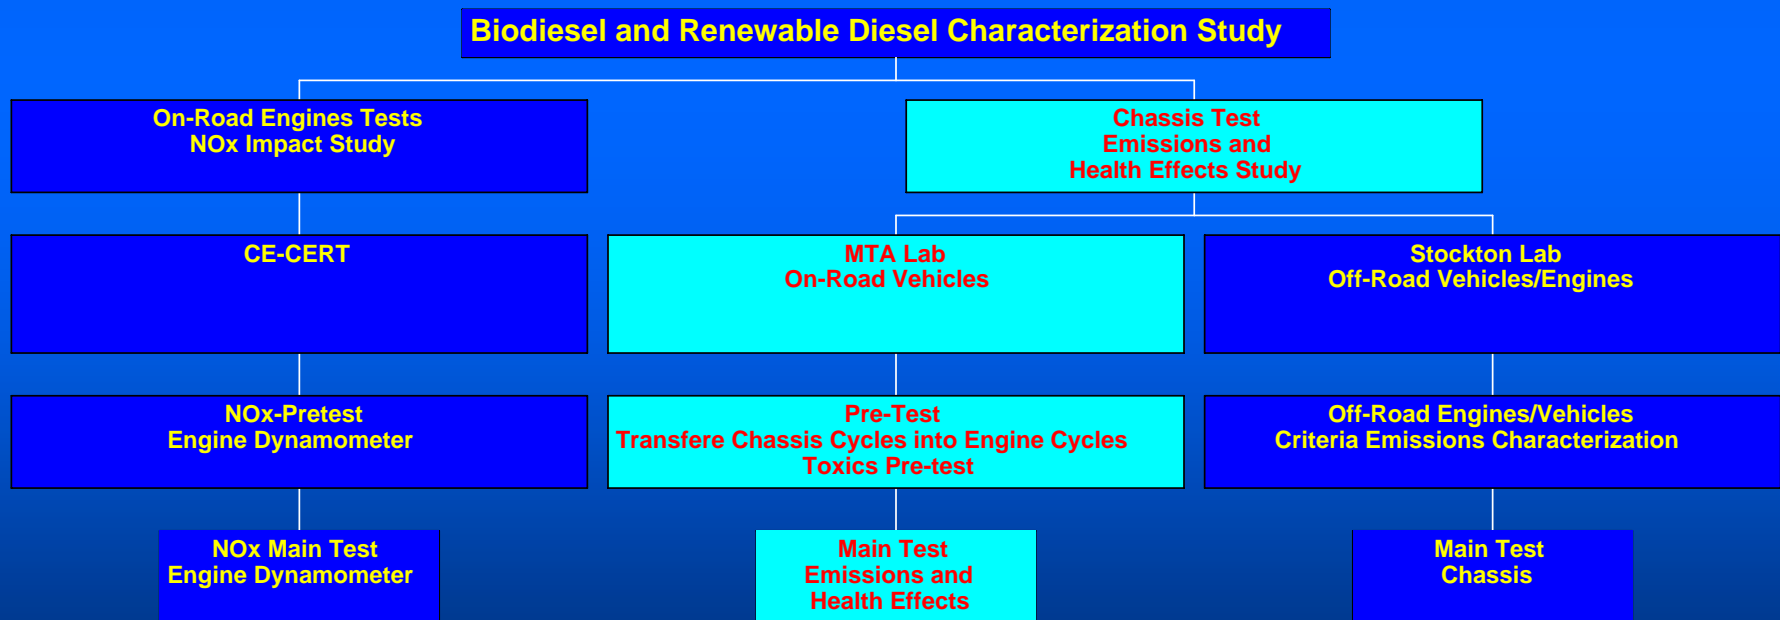 Biodiesel and Renewable Diesel Characterization Study
On-Road Engines Tests
NOx Impact Study
Chassis Test
Emissions and
Health Effects Study
CE-CERT
MTA Lab
On-Road Vehicles
Stockton Lab
Off-Road Vehicles/Engines
NOx-Pretest
Engine Dynamometer
Pre-Test
Transfere Chassis Cycles into Engine Cycles
Toxics Pre-test
Off-Road Engines/Vehicles
Criteria Emissions Characterization
NOx Main Test
Engine Dynamometer
Main Test
Emissions and
Health Effects
Main Test
Chassis